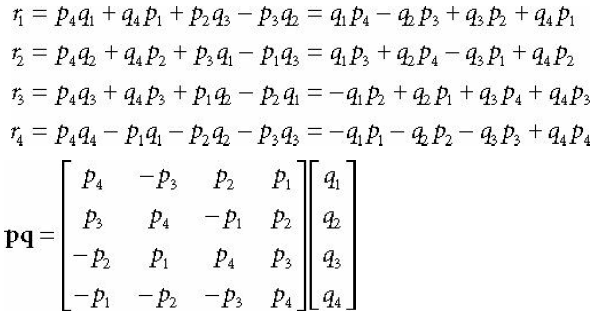 r₁ = p₄q₁ + q₄p₁ + p₂q₃ − p₃q₂ = q₁p₄ − q₂p₃ + q₃p₂ + q₄p₁
r₂ = p₄q₂ + q₄p₂ + p₃q₁ − p₁q₃ = q₁p₃ + q₂p₄ − q₃p₁ + q₄p₂
r₃ = p₄q₃ + q₄p₃ + p₁q₂ − p₂q₁ = −q₁p₂ + q₂p₁ + q₃p₄ + q₄p₃
r₄ = p₄q₄ − p₁q₁ − p₂q₂ − p₃q₃ = −q₁p₁ − q₂p₂ − q₃p₃ + q₄p₄
p₄ −p₃ p₂ p₁ q₁
p₃ p₄ −p₁ p₂ q₂
pq =
−p₂ p₁ p₄ p₃ q₃
−p₁ −p₂ −p₃ p₄ q₄